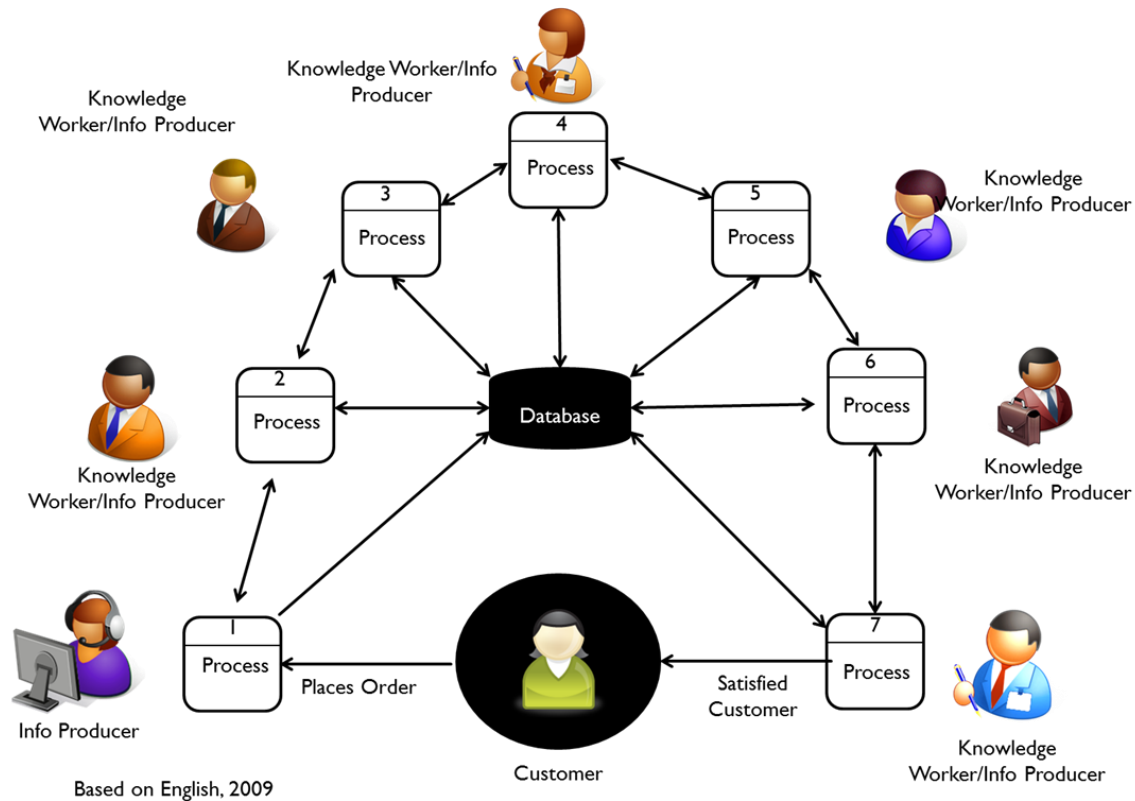 Knowledge Worker/Info
Producer
Knowledge
Worker/Info Producer
4
Process
3
Process
5
Process
Knowledge
Worker/Info Producer
2
Process
Database
6
Process
Knowledge
Worker/Info Producer
Knowledge
Worker/Info Producer
1
Process
Places Order
Satisfied
Customer
7
Process
Info Producer
Customer
Knowledge
Worker/Info Producer
Based on English, 2009